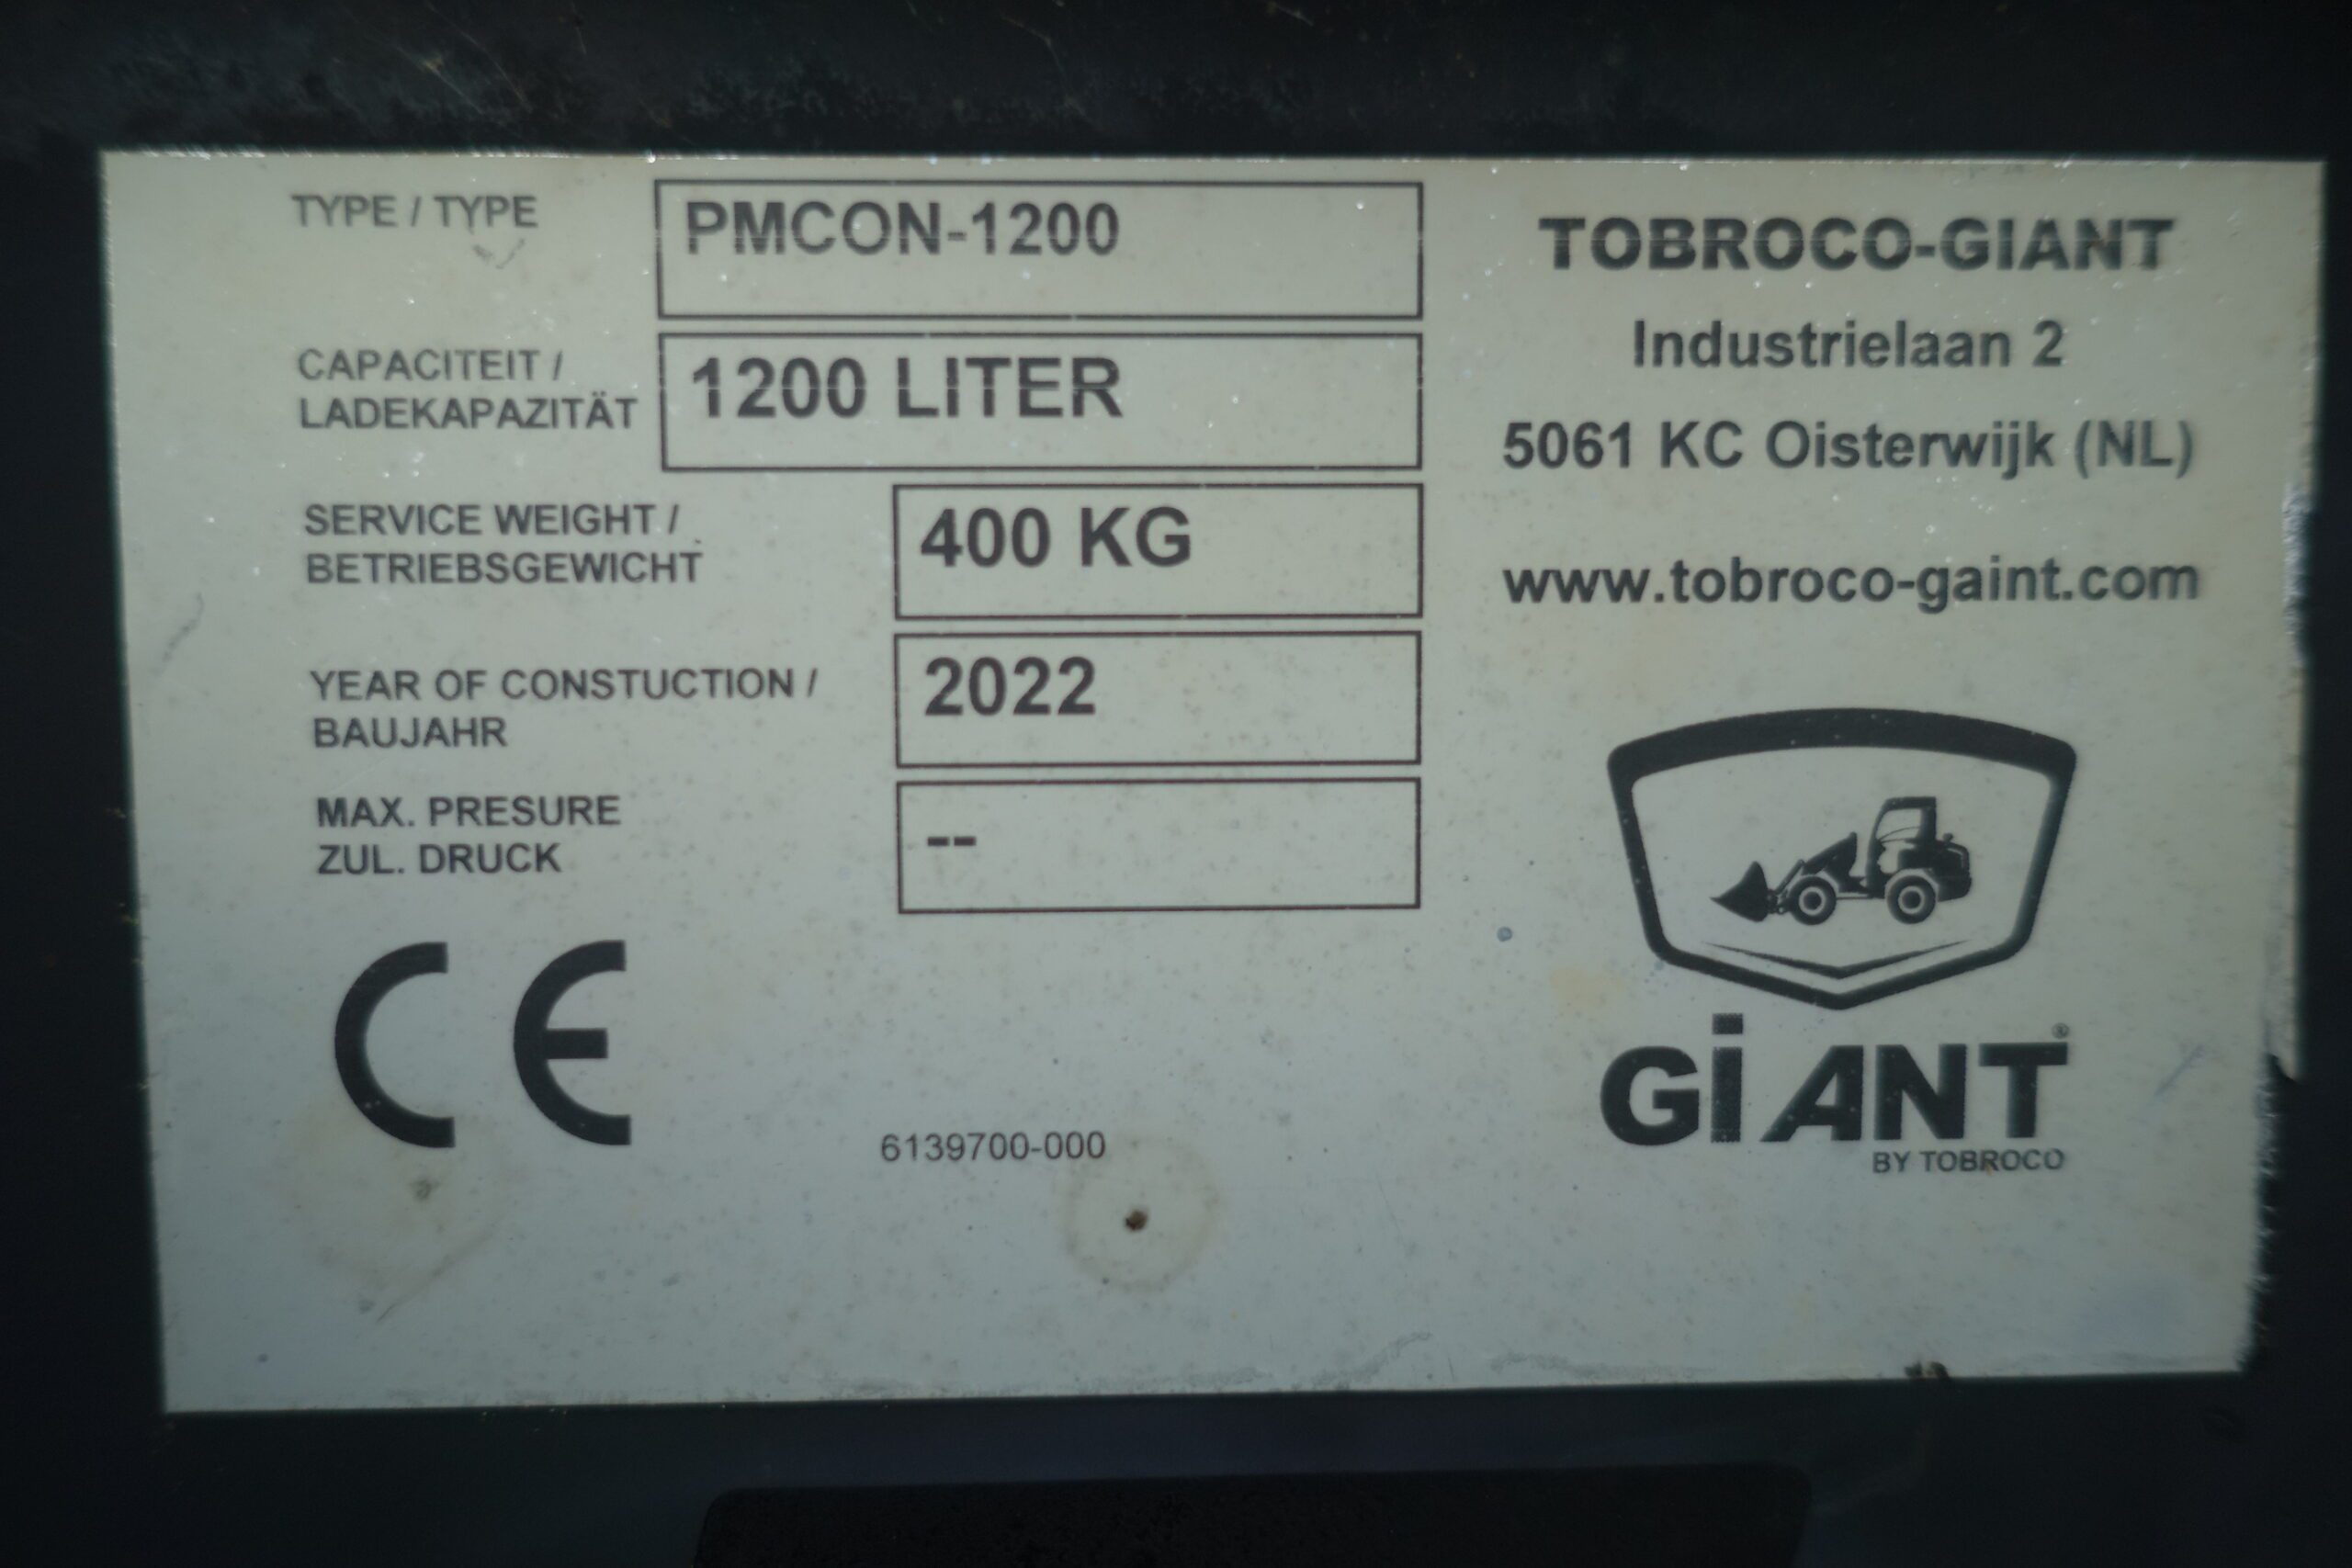 TYPE / TYPE
PMCON-1200
CAPACITEIT /
LADEKAPAZITÄT
1200 LITER
SERVICE WEIGHT /
BETRIEBSGEWICHT
400 KG
YEAR OF CONSTUCTION /
BAUJAHR
2022
MAX. PRESURE
ZUL. DRUCK
--
CE
6139700-000
TOBROCO-GIANT
Industrielaan 2
5061 KC Oisterwijk (NL)
www.tobroco-gaint.com
GiANT®
BY TOBROCO